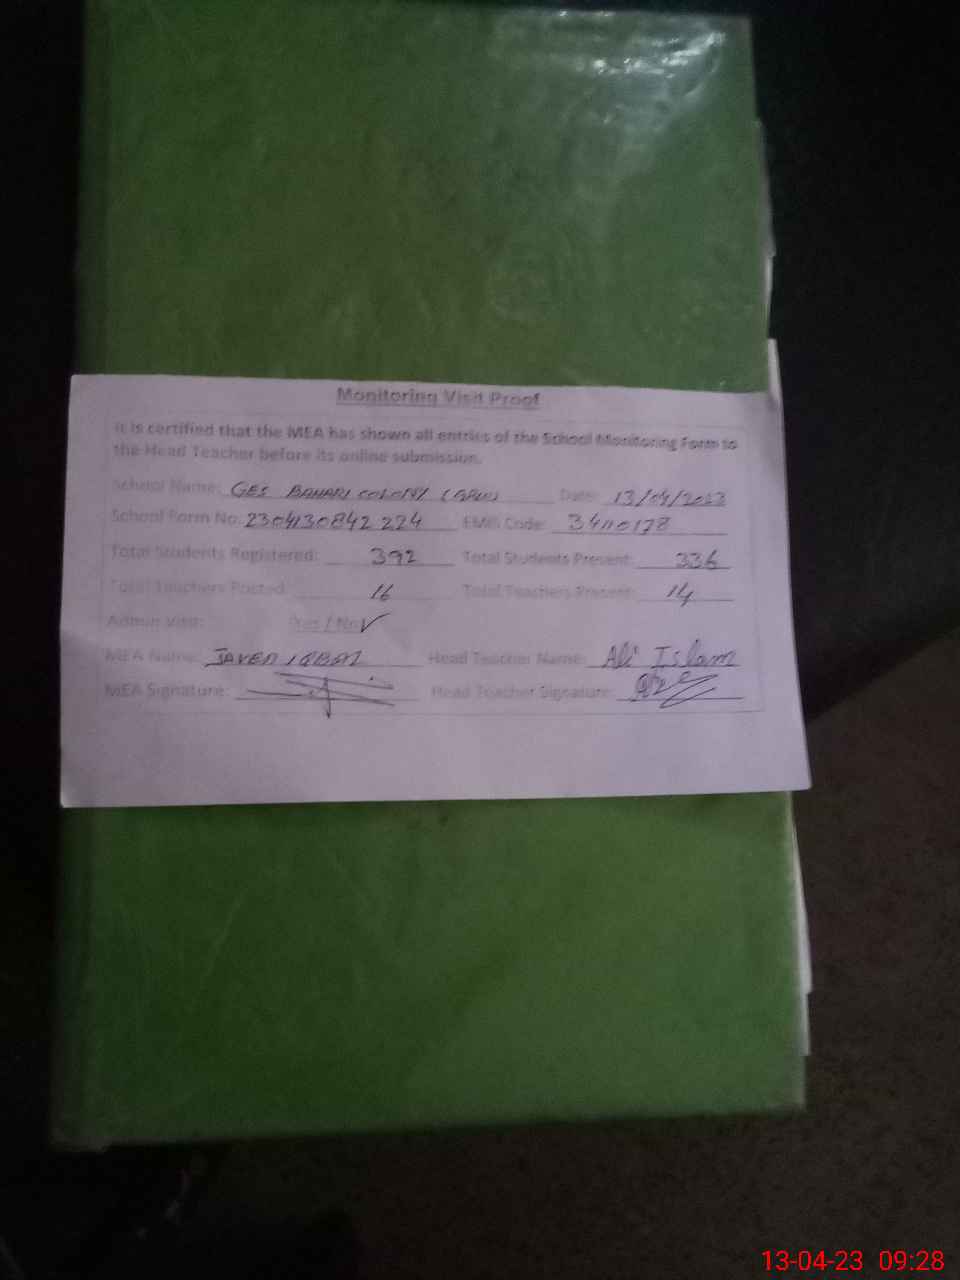 Monitoring Visit Proof
It is certified that the MEA has shown all entries of the School Monitoring Form to
the Head Teacher before its online submission.
School Name: GES COLONY Date: 13/04/2023
School Form No: 230413084 2 224 EMIS Code:
Total Students Registered: 392 Total Students Present: 336
Total Teachers Posted: 16 Total Teachers Present: 14
Admin Visit: Yes / No ✓
MEA Name: JAVED IQBAL Head Teacher Name: Ali Islam
MEA Signature: Head Teacher Signature:
13-04-23 09:28